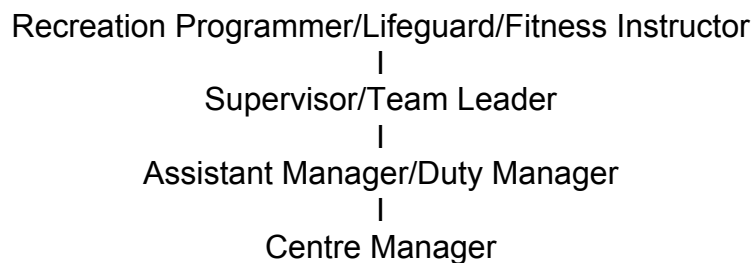 Recreation Programmer/Lifeguard/Fitness Instructor
I
Supervisor/Team Leader
I
Assistant Manager/Duty Manager
I
Centre Manager